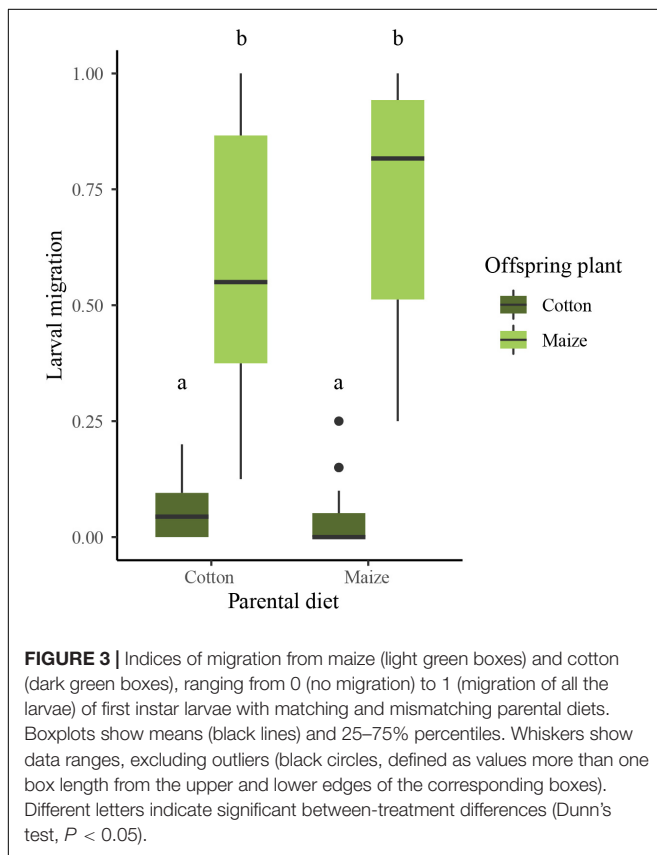 b
b
1.00
0.75
0.50
0.25
0.00
a
a
Larval migration
Cotton
Maize
Parental diet
Offspring plant
Cotton
Maize
FIGURE 3 | Indices of migration from maize (light green boxes) and cotton
(dark green boxes), ranging from 0 (no migration) to 1 (migration of all the
larvae) of first instar larvae with matching and mismatching parental diets.
Boxplots show means (black lines) and 25–75% percentiles. Whiskers show
data ranges, excluding outliers (black circles, defined as values more than one
box length from the upper and lower edges of the corresponding boxes).
Different letters indicate significant between-treatment differences (Dunn's
test, P < 0.05).